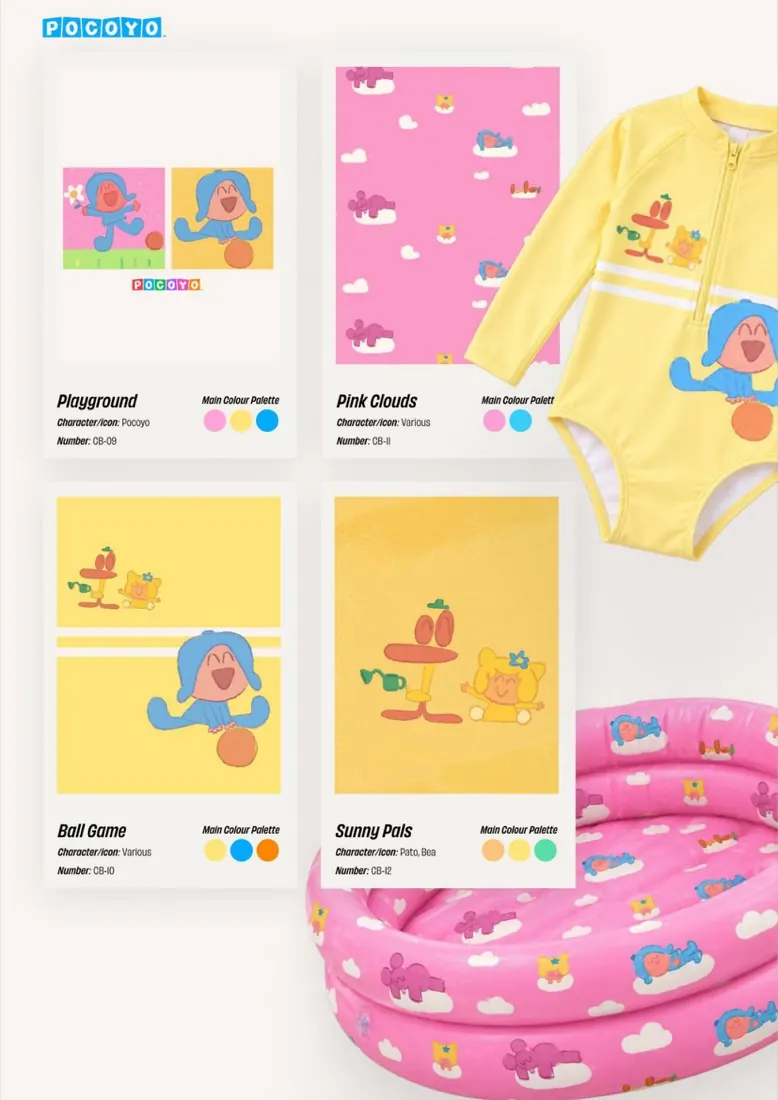 POCOYO
POCOYO
Playground
Main Colour Palette
Character/icon: Pocoyo
Number: CB-09
Pink Clouds
Main Colour Palette
Character/icon: Various
Number: CB-11
Ball Game
Main Colour Palette
Character/icon: Various
Number: CB-10
Sunny Pals
Main Colour Palette
Character/icon: Pato, Bea
Number: CB-12